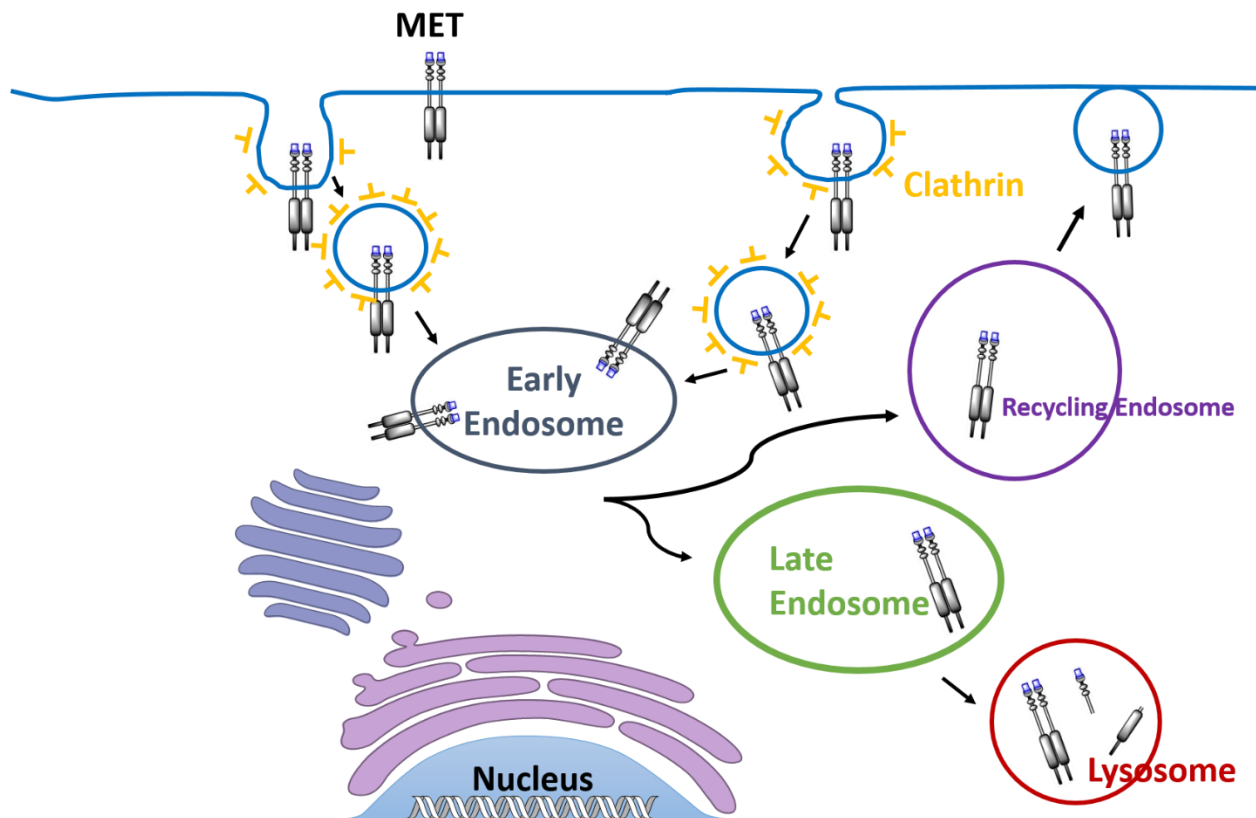 MET
Clathrin
Early
Endosome
Recycling Endosome
Late
Endosome
Lysosome
Nucleus